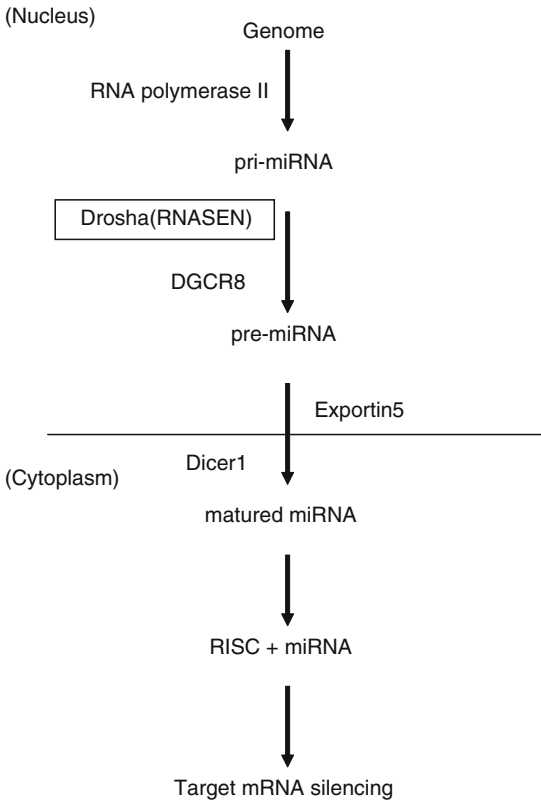 (Nucleus)
Genome
RNA polymerase II
pri-miRNA
Drosha(RNASEN)
DGCR8
pre-miRNA
Exportin5
Dicer1
(Cytoplasm)
matured miRNA
RISC + miRNA
Target mRNA silencing